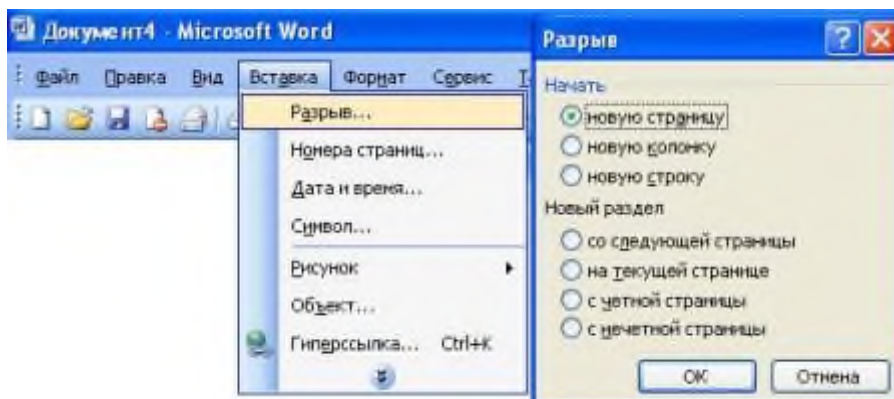 Документ4 - Microsoft Word
Файл Правка Вид Вставка Формат Сервис
Разрыв...
Номера страниц...
Дата и время...
Символ...
Рисунок
Объект...
Гиперссылка... Ctrl+K
Разрыв
Начать
новую страницу
новую колонку
новую строку
Новый раздел
со следующей страницы
на текущей странице
с четной страницы
с нечетной страницы
ОК Отмена